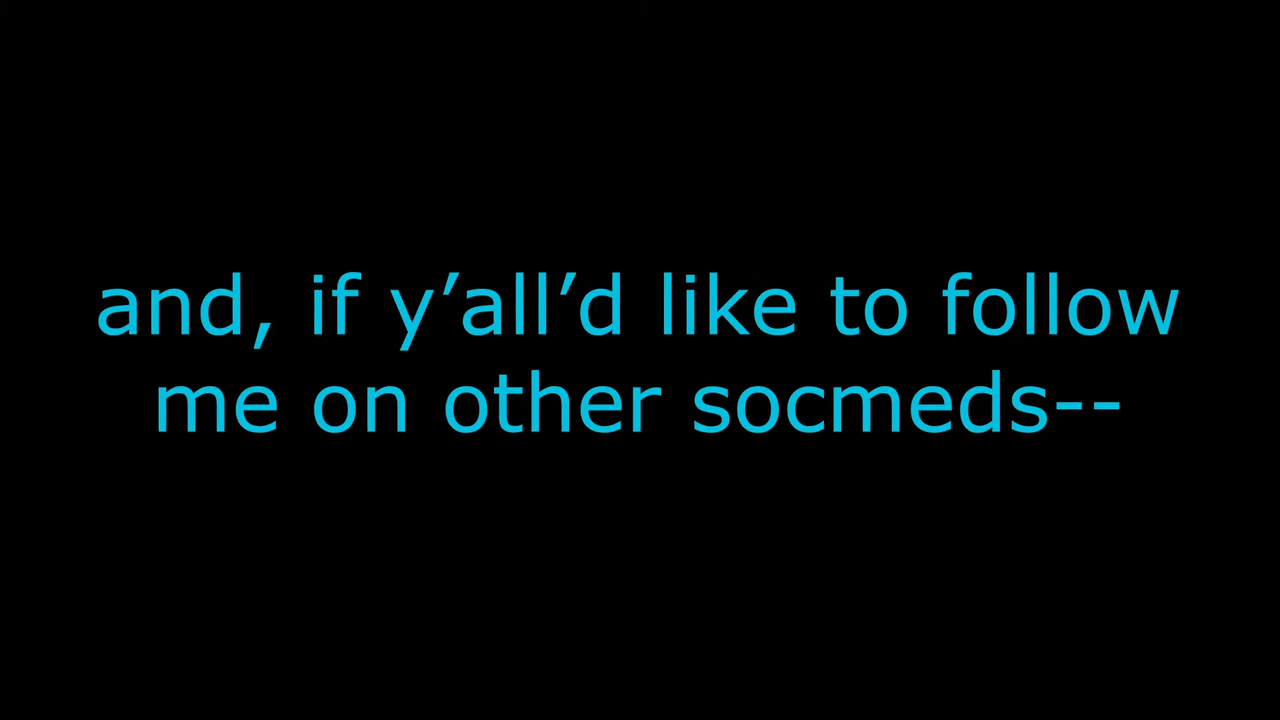 and, if y’all’d like to follow
me on other socmeds--